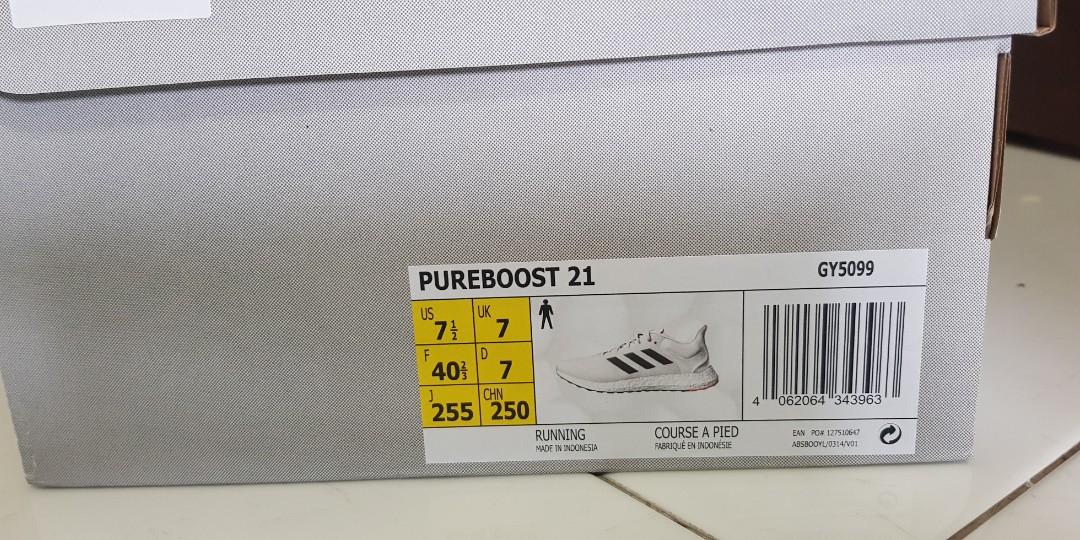 PUREBOOST 21 GY5099
US 7½ UK 7
F 40⅔ D 7
J 255 CHN 250
4 062064 343963
RUNNING COURSE A PIED
MADE IN INDONESIA FABRIQUÉ EN INDONÉSIE
EAN PO# 127510647
ABSBOOYL/0314/V01